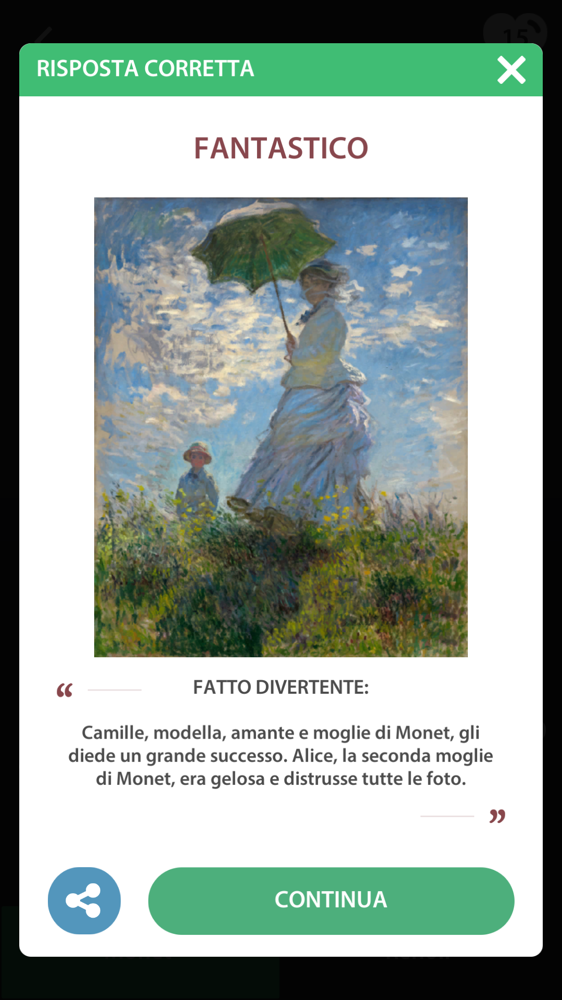 15
RISPOSTA CORRETTA
FANTASTICO
“
FATTO DIVERTENTE:
Camille, modella, amante e moglie di Monet, gli
diede un grande successo. Alice, la seconda moglie
di Monet, era gelosa e distrusse tutte le foto.
”
CONTINUA